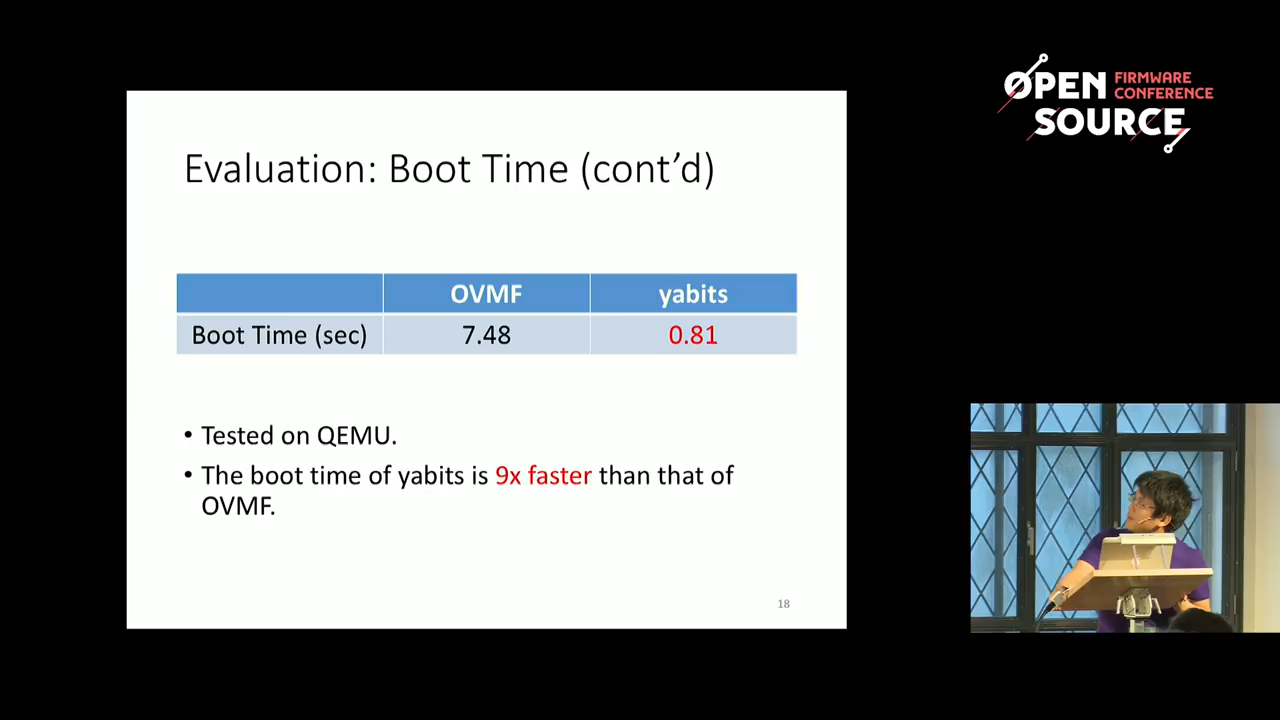 OPEN FIRMWARE
CONFERENCE
SOURCE
Evaluation: Boot Time (cont’d)
OVMF yabits
Boot Time (sec) 7.48 0.81
• Tested on QEMU.
• The boot time of yabits is 9x faster than that of
OVMF.
18